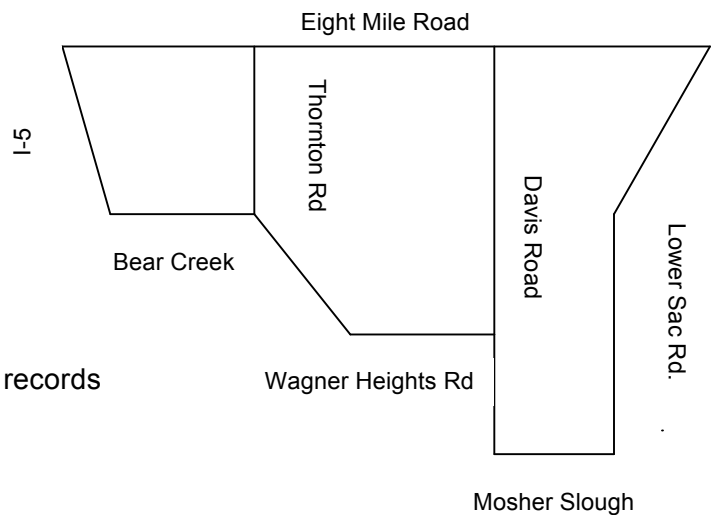 Eight Mile Road
I-5
Thornton Rd
Davis Road
Lower Sac Rd.
Bear Creek
records
Wagner Heights Rd
Mosher Slough